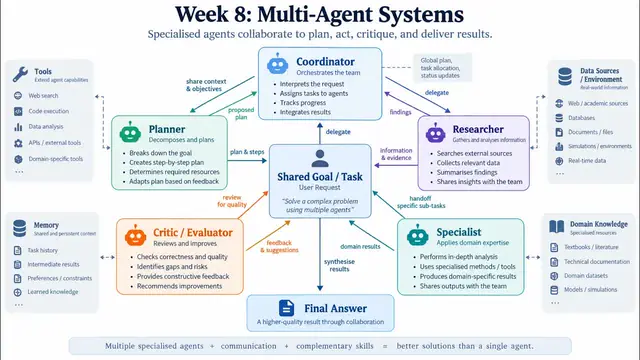 Week 8: Multi-Agent Systems
Specialised agents collaborate to plan, act, critique, and deliver results.
Tools
Extend agent capabilities
Web search
Code execution
Data analysis
APIs / external tools
Domain-specific tools
...
share context
& objectives
proposed
plan
Coordinator
Orchestrates the team
• Interprets the request
• Assigns tasks to agents
• Tracks progress
• Integrates results
Global plan,
task allocation,
status updates
delegate
findings
Data Sources
/ Environment
Real-world information
Web / academic sources
Databases
Documents / files
Simulations / environments
Real-time data
...
Planner
Decomposes and plans
• Breaks down the goal
• Creates step-by-step plan
• Determines required resources
• Adapts plan based on feedback
plan & steps
delegate
Shared Goal / Task
User Request
"Solve a complex problem
using multiple agents"
information
& evidence
Researcher
Gathers and analyses information
• Searches external sources
• Collects relevant data
• Summarises findings
• Shares insights with the team
Memory
Shared and persistent context
Task history
Intermediate results
Preferences / constraints
Learned knowledge
...
review
for quality
Critic / Evaluator
Reviews and improves
• Checks correctness and quality
• Identifies gaps and risks
• Provides constructive feedback
• Recommends improvements
feedback
& suggestions
synthesise
results
domain results
handoff
specific sub-tasks
Specialist
Applies domain expertise
• Performs in-depth analysis
• Uses specialised methods / tools
• Produces domain-specific results
• Shares outputs with the team
Domain Knowledge
Specialised resources
Textbooks / literature
Technical documentation
Domain datasets
Models / simulations
...
Final Answer
A higher-quality result through collaboration
Multiple specialised agents + communication + complementary skills = better solutions than a single agent.